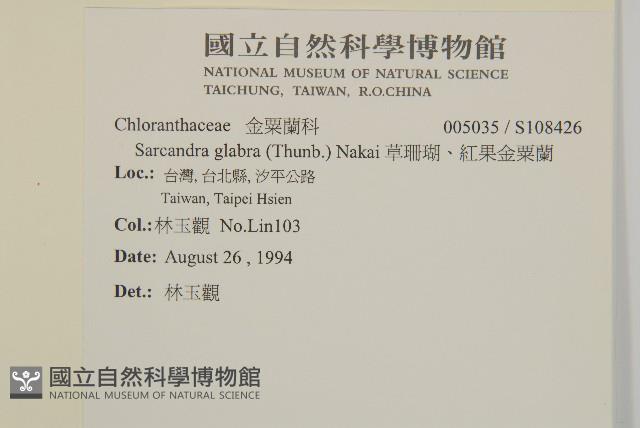 國立自然科學博物館
NATIONAL MUSEUM OF NATURAL SCIENCE
TAICHUNG, TAIWAN, R.O.CHINA
Chloranthaceae 金粟蘭科 005035 / S108426
Sarcandra glabra (Thunb.) Nakai 草珊瑚、紅果金粟蘭
Loc.: 台灣, 台北縣, 汐平公路
Taiwan, Taipei Hsien
Col.: 林玉觀 No.Lin103
Date: August 26 , 1994
Det.: 林玉觀
國立自然科學博物館
NATIONAL MUSEUM OF NATURAL SCIENCE